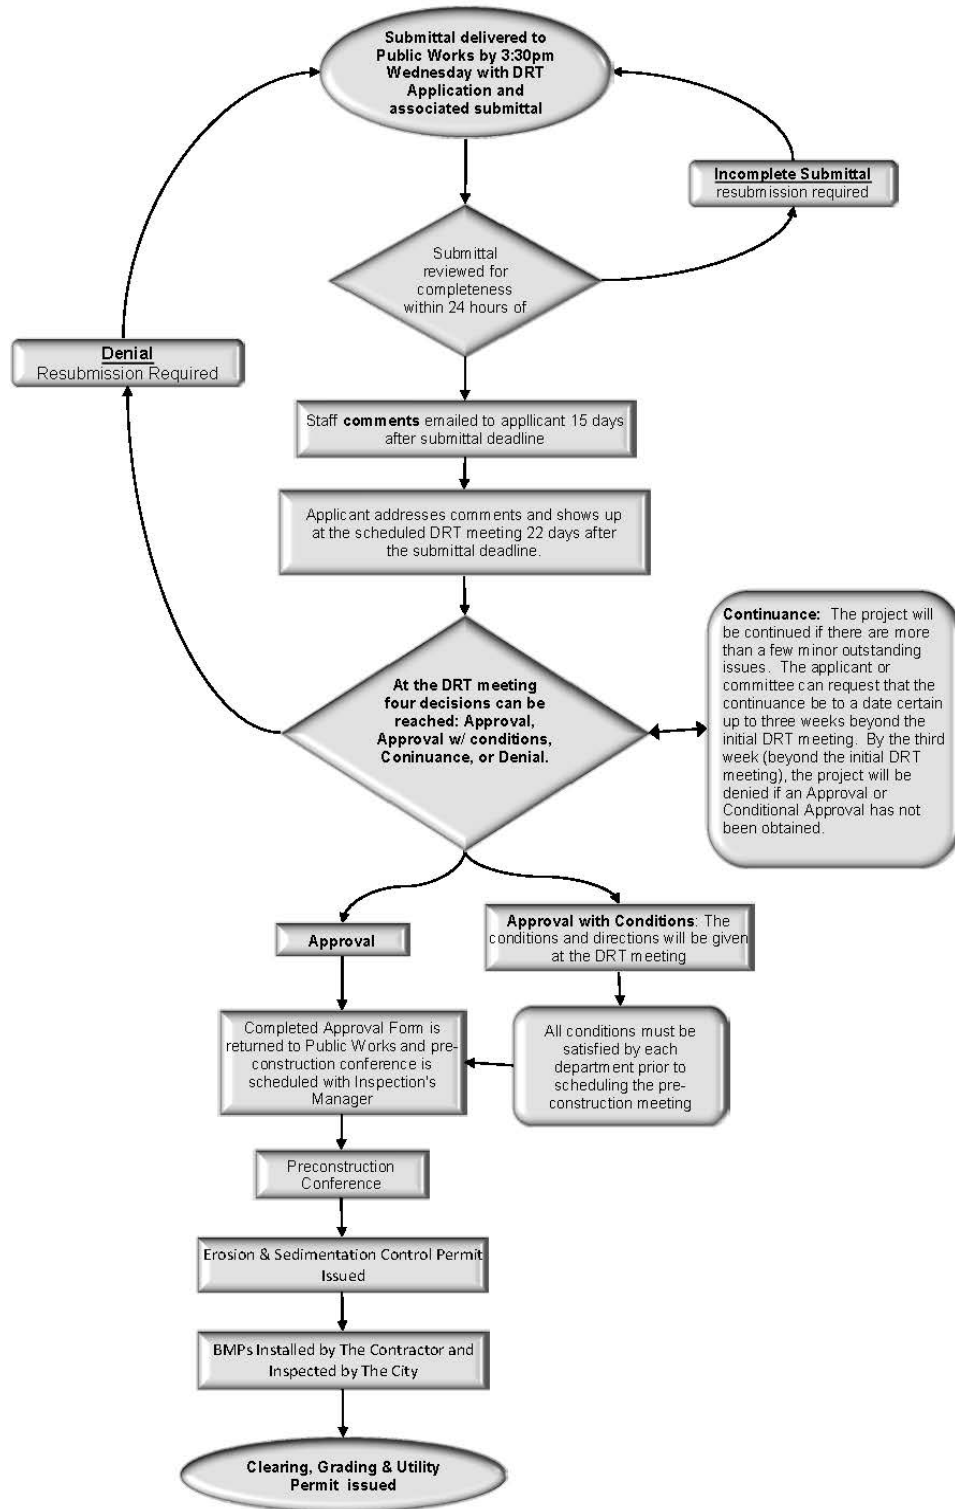 Submittal delivered to
Public Works by 3:30pm
Wednesday with DRT
Application and
associated submittal
Incomplete Submittal
resubmission required
Submittal
reviewed for
completeness
within 24 hours of
Denial
Resubmission Required
Staff comments emailed to appllicant 15 days
after submittal deadline
Applicant addresses comments and shows up
at the scheduled DRT meeting 22 days after
the submittal deadline.
At the DRT meeting
four decisions can be
reached: Approval,
Approval w/ conditions,
Coninuance, or Denial.
Continuance: The project will
be continued if there are more
than a few minor outstanding
issues. The applicant or
committee can request that the
continuance be to a date certain
up to three weeks beyond the
initial DRT meeting. By the third
week (beyond the initial DRT
meeting), the project will be
denied if an Approval or
Conditional Approval has not
been obtained.
Approval
Approval with Conditions: The
conditions and directions will be given
at the DRT meeting
Completed Approval Form is
returned to Public Works and pre-
construction conference is
scheduled with Inspection's
Manager
All conditions must be
satisfied by each
department prior to
scheduling the pre-
construction meeting
Preconstruction
Conference
Erosion & Sedimentation Control Permit
Issued
BMPs Installed by The Contractor and
Inspected by The City
Clearing, Grading & Utility
Permit issued